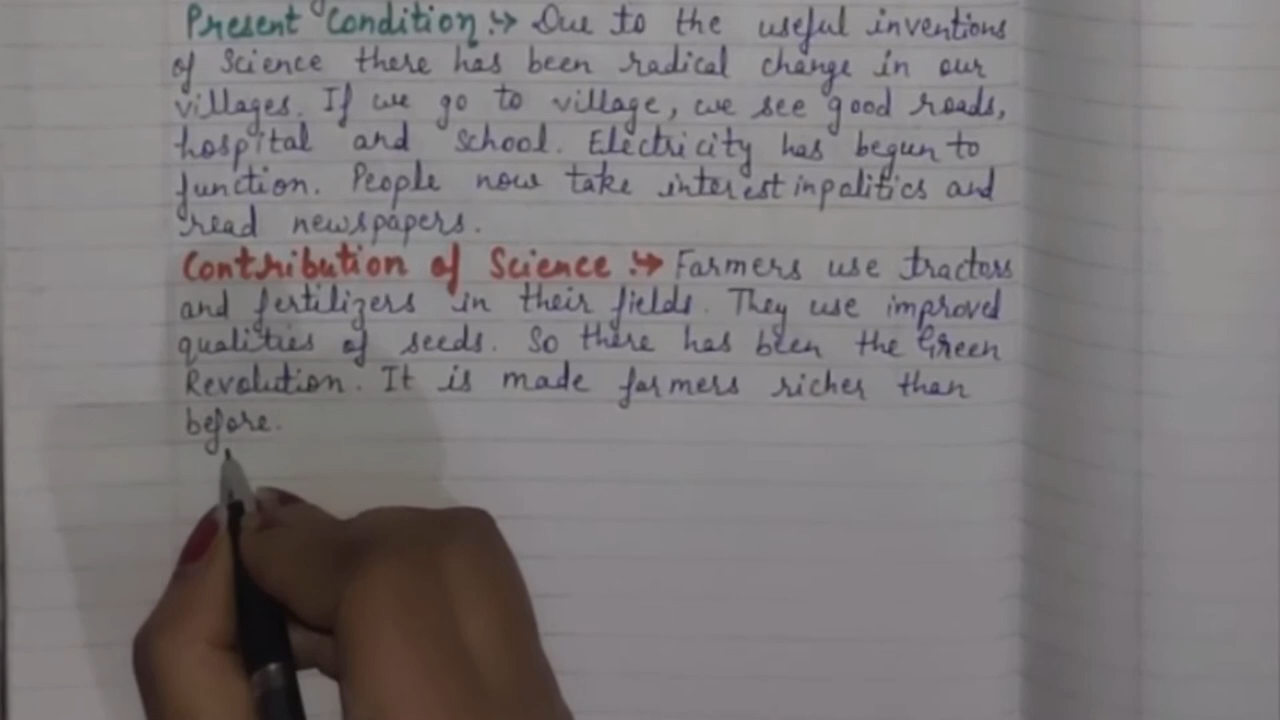 Present Condition :→ Due to the useful inventions
of Science there has been radical change in our
villages. If we go to village, we see good roads,
hospital and school. Electricity has begun to
function. People now take interest in politics and
read newspapers.
Contribution of Science :→ Farmers use tractors
and fertilizers in their fields. They use improved
qualities of seeds. So there has been the Green
Revolution. It is made farmers richer than
before.